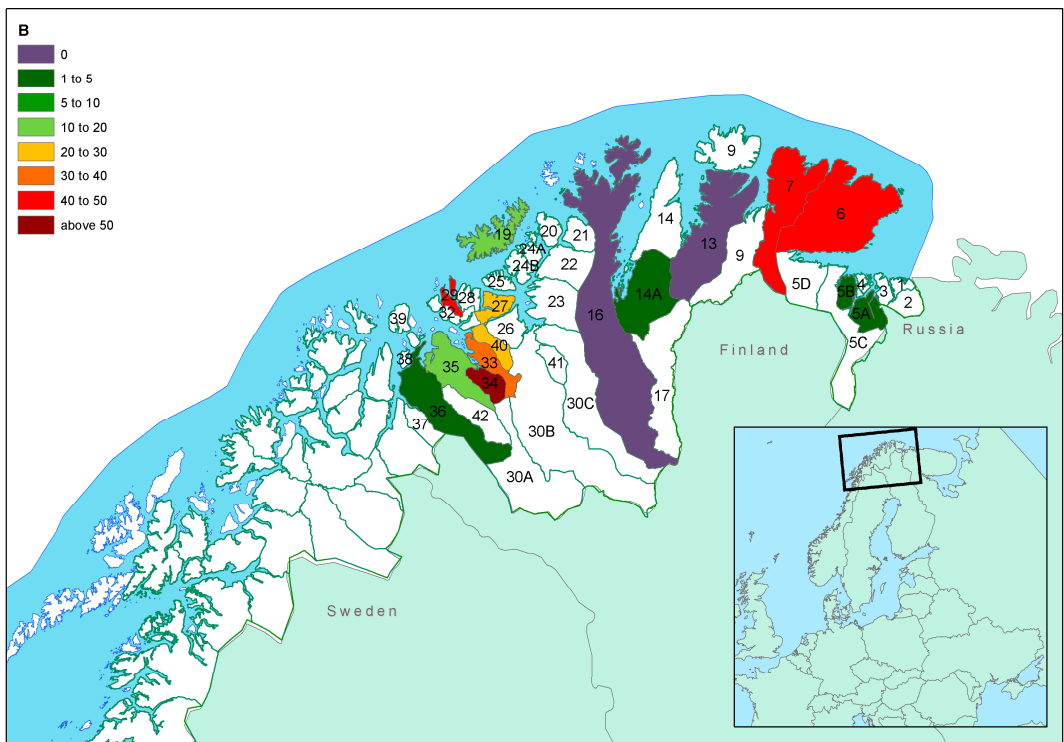 B
0
1 to 5
5 to 10
10 to 20
20 to 30
30 to 40
40 to 50
above 50
9
7
6
14
19
20
21
13
9
24A
24B
22
5D
5B
4
3
1
2
25
29
28
27
23
16
14A
5A
32
39
26
Russia
40
5C
Finland
38
35
33
41
34
17
36
42
37
30C
30B
30A
Sweden